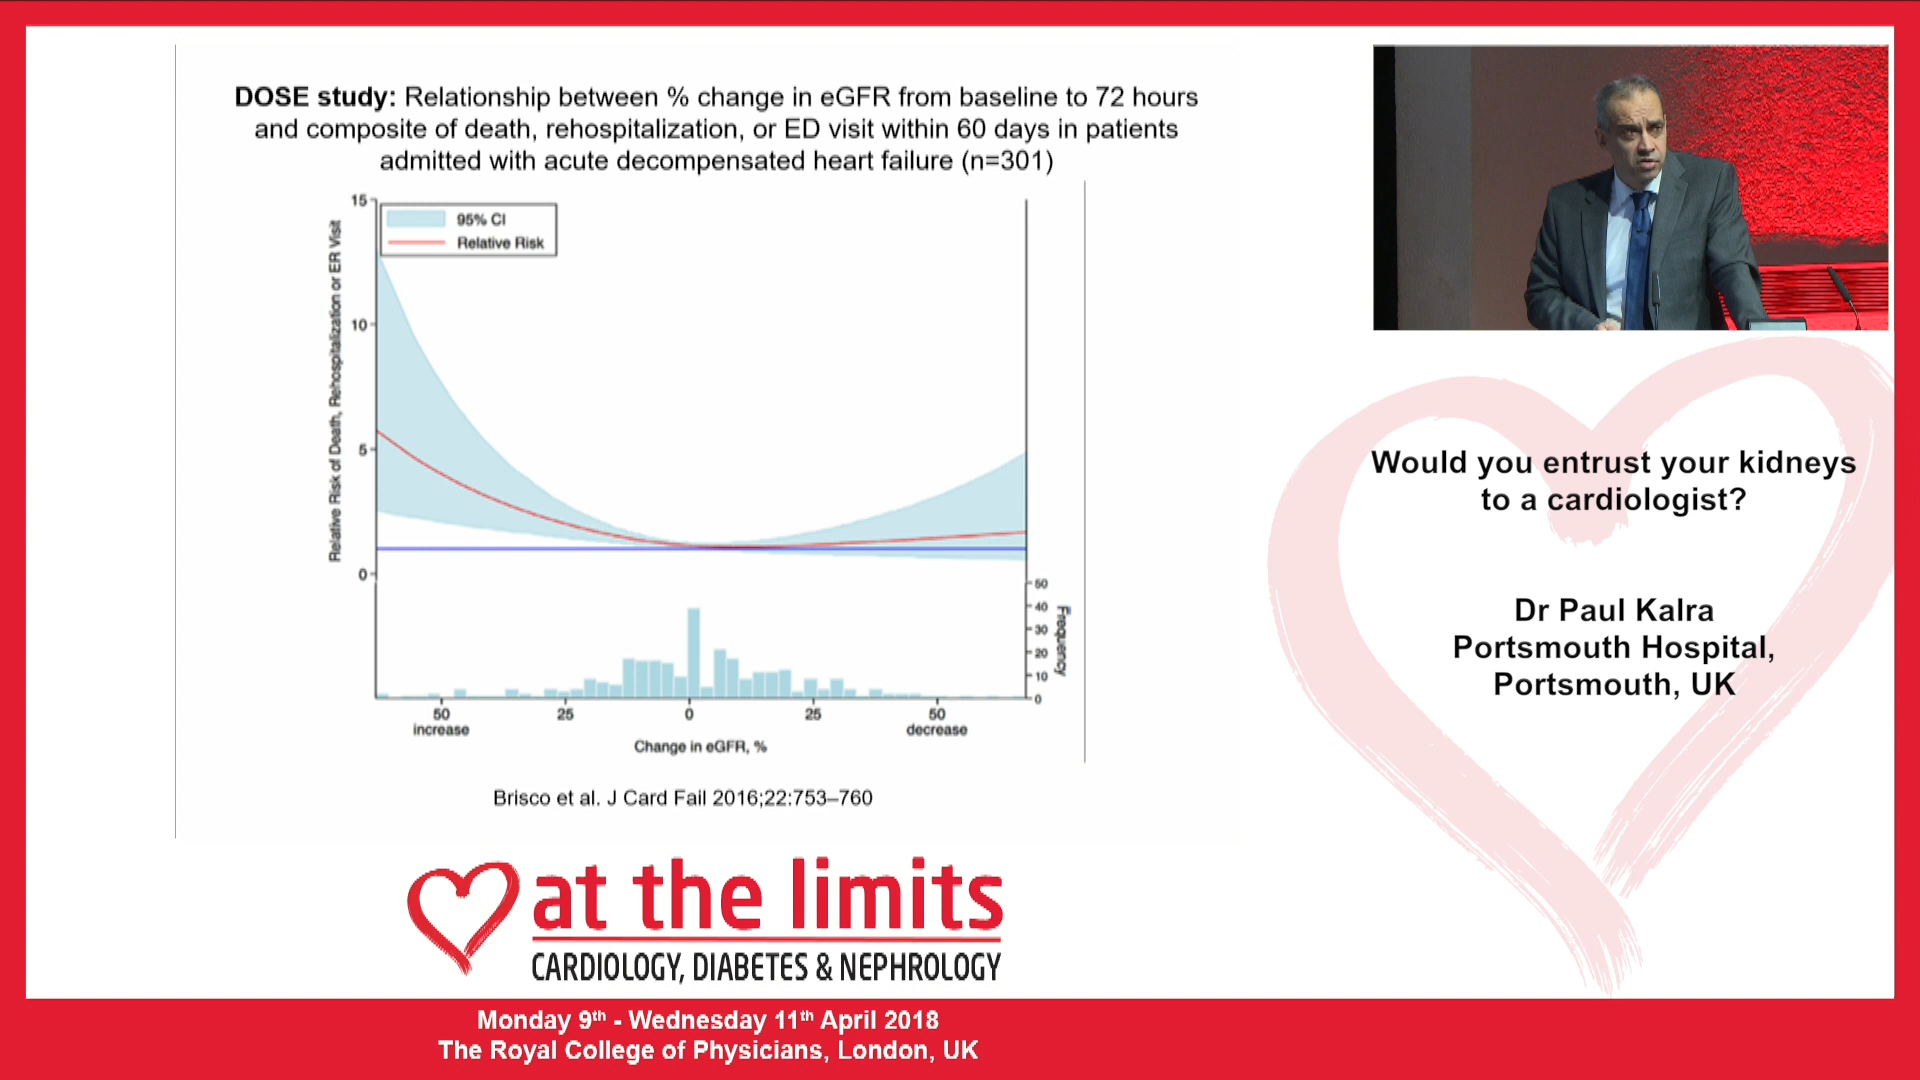 DOSE study: Relationship between % change in eGFR from baseline to 72 hours
and composite of death, rehospitalization, or ED visit within 60 days in patients
admitted with acute decompensated heart failure (n=301)
15
95% CI
Relative Risk
Relative Risk of Death, Rehospitalization or ER Visit
10
5
0
50
40
30
20
10
0
Frequency
50 25 0 25 50
increase decrease
Change in eGFR, %
Brisco et al. J Card Fail 2016;22:753–760
Would you entrust your kidneys
to a cardiologist?
Dr Paul Kalra
Portsmouth Hospital,
Portsmouth, UK
at the limits
CARDIOLOGY, DIABETES & NEPHROLOGY
Monday 9th - Wednesday 11th April 2018
The Royal College of Physicians, London, UK